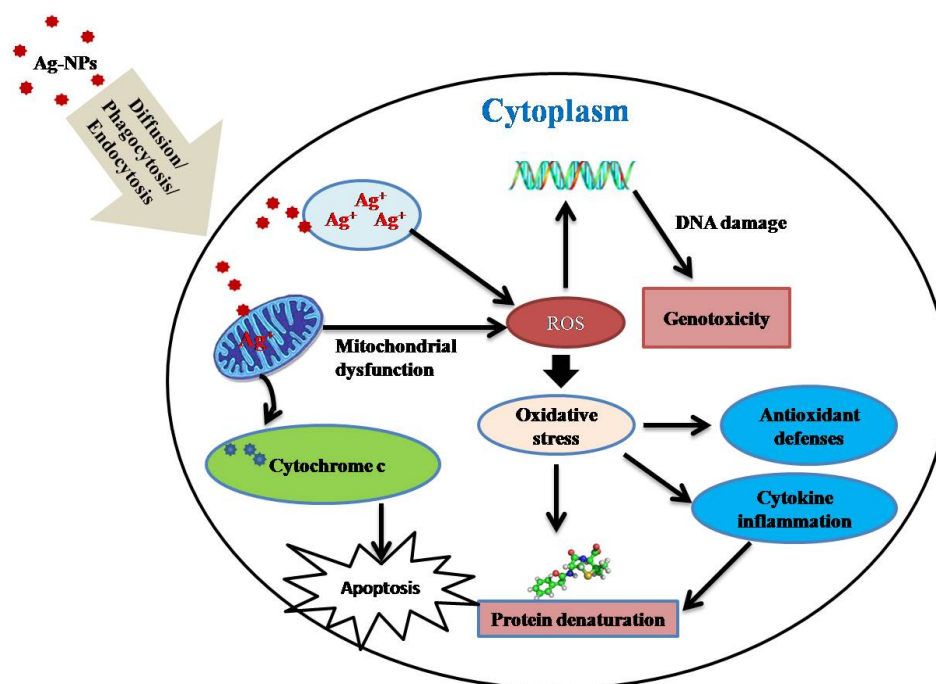 Ag-NPs
Diffusion/
Phagocytosis/
Endocytosis
Cytoplasm
Ag⁺
Ag⁺ Ag⁺
DNA damage
Ag⁺
ROS
Genotoxicity
Mitochondrial
dysfunction
Oxidative
stress
Antioxidant
defenses
Cytochrome c
Cytokine
inflammation
Apoptosis
Protein denaturation